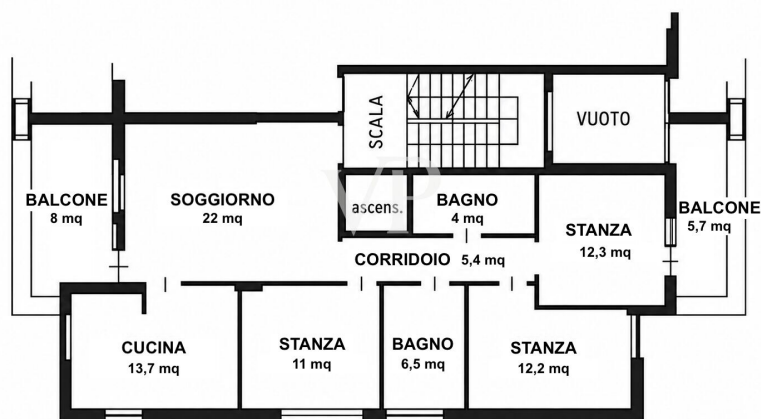 SCALA
VUOTO
BALCONE
8 mq
SOGGIORNO
22 mq
ascens.
BAGNO
4 mq
STANZA
12,3 mq
BALCONE
5,7 mq
CORRIDOIO 5,4 mq
CUCINA
13,7 mq
STANZA
11 mq
BAGNO
6,5 mq
STANZA
12,2 mq
VP